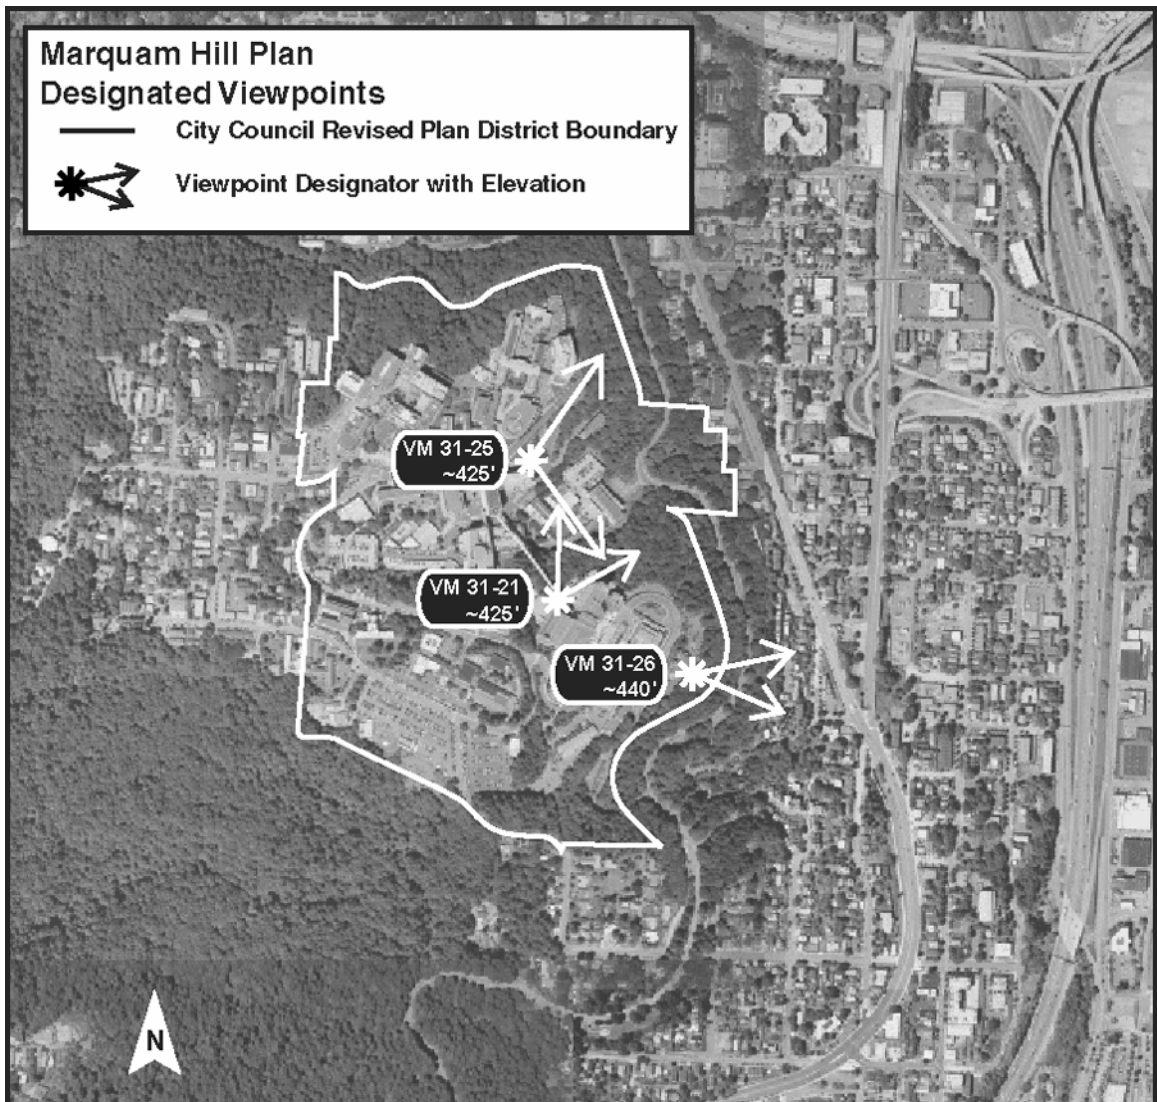 Marquam Hill Plan
Designated Viewpoints
City Council Revised Plan District Boundary
Viewpoint Designator with Elevation
VM 31-25
~425'
VM 31-21
~425'
VM 31-26
~440'
N